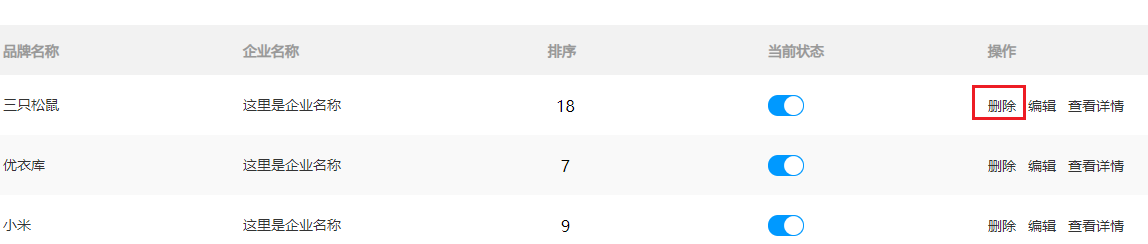 品牌名称 企业名称 排序 当前状态 操作
三只松鼠 这里是企业名称 18 删除 编辑 查看详情
优衣库 这里是企业名称 7 删除 编辑 查看详情
小米 这里是企业名称 9 删除 编辑 查看详情